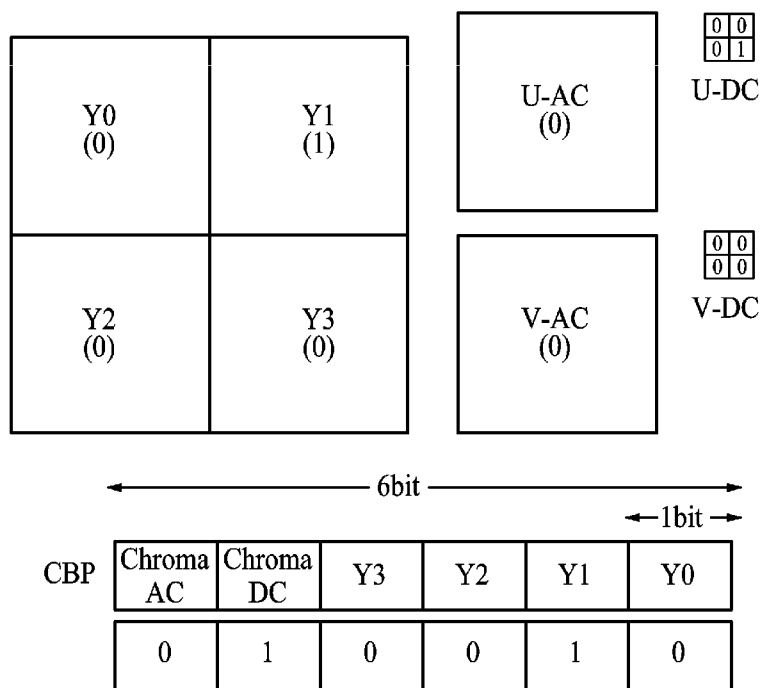 Y0
(0)
Y1
(1)
Y2
(0)
Y3
(0)
U-AC
(0)
0 0
0 1
U-DC
V-AC
(0)
0 0
0 0
V-DC
6bit
1bit
CBP
Chroma AC
Chroma DC
Y3
Y2
Y1
Y0
0 1 0 0 1 0